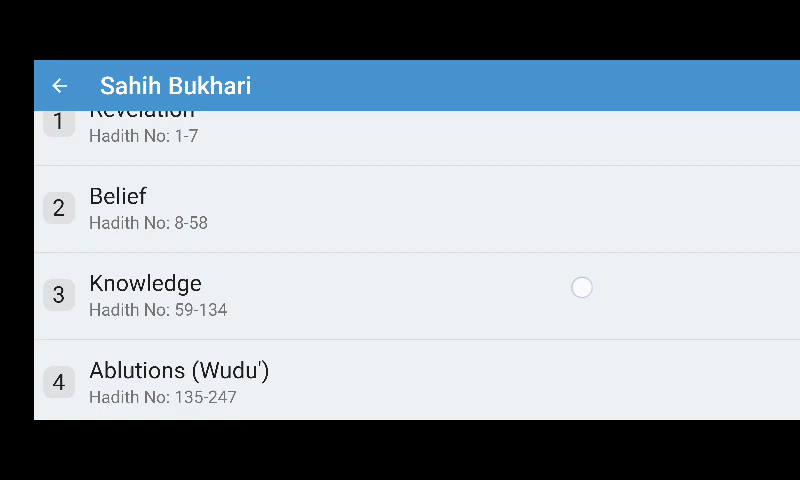 Sahih Bukhari
1
Revelation
Hadith No: 1-7
2
Belief
Hadith No: 8-58
3
Knowledge
Hadith No: 59-134
4
Ablutions (Wudu')
Hadith No: 135-247